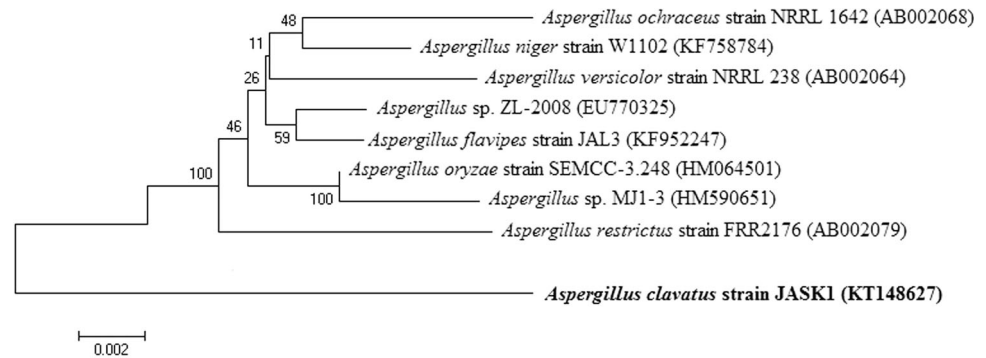 48
Aspergillus ochraceus strain NRRL 1642 (AB002068)
11
Aspergillus niger strain W1102 (KF758784)
26
Aspergillus versicolor strain NRRL 238 (AB002064)
Aspergillus sp. ZL-2008 (EU770325)
46
59
Aspergillus flavipes strain JAL3 (KF952247)
100
Aspergillus oryzae strain SEMCC-3.248 (HM064501)
100
Aspergillus sp. MJ1-3 (HM590651)
Aspergillus restrictus strain FRR2176 (AB002079)
Aspergillus clavatus strain JASK1 (KT148627)
0.002